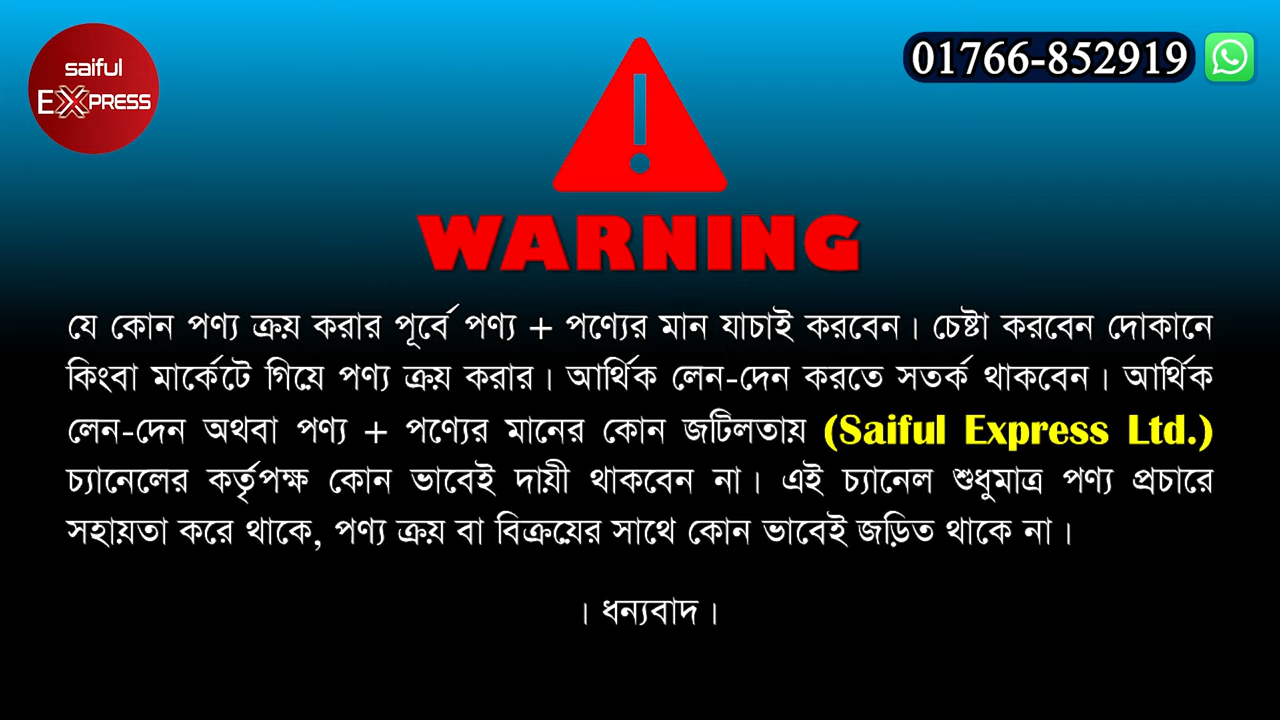 saiful
EXPRESS
01766-852919
WARNING
যে কোন পণ্য ক্রয় করার পূর্বে পণ্য + পণ্যের মান যাচাই করবেন। চেষ্টা করবেন দোকানে
কিংবা মার্কেটে গিয়ে পণ্য ক্রয় করার। আর্থিক লেন-দেন করতে সতর্ক থাকবেন। আর্থিক
লেন-দেন অথবা পণ্য + পণ্যের মানের কোন জটিলতায় (Saiful Express Ltd.)
চ্যানেলের কর্তৃপক্ষ কোন ভাবেই দায়ী থাকবেন না। এই চ্যানেল শুধুমাত্র পণ্য প্রচারে
সহায়তা করে থাকে, পণ্য ক্রয় বা বিক্রয়ের সাথে কোন ভাবেই জড়িত থাকে না।
। ধন্যবাদ।